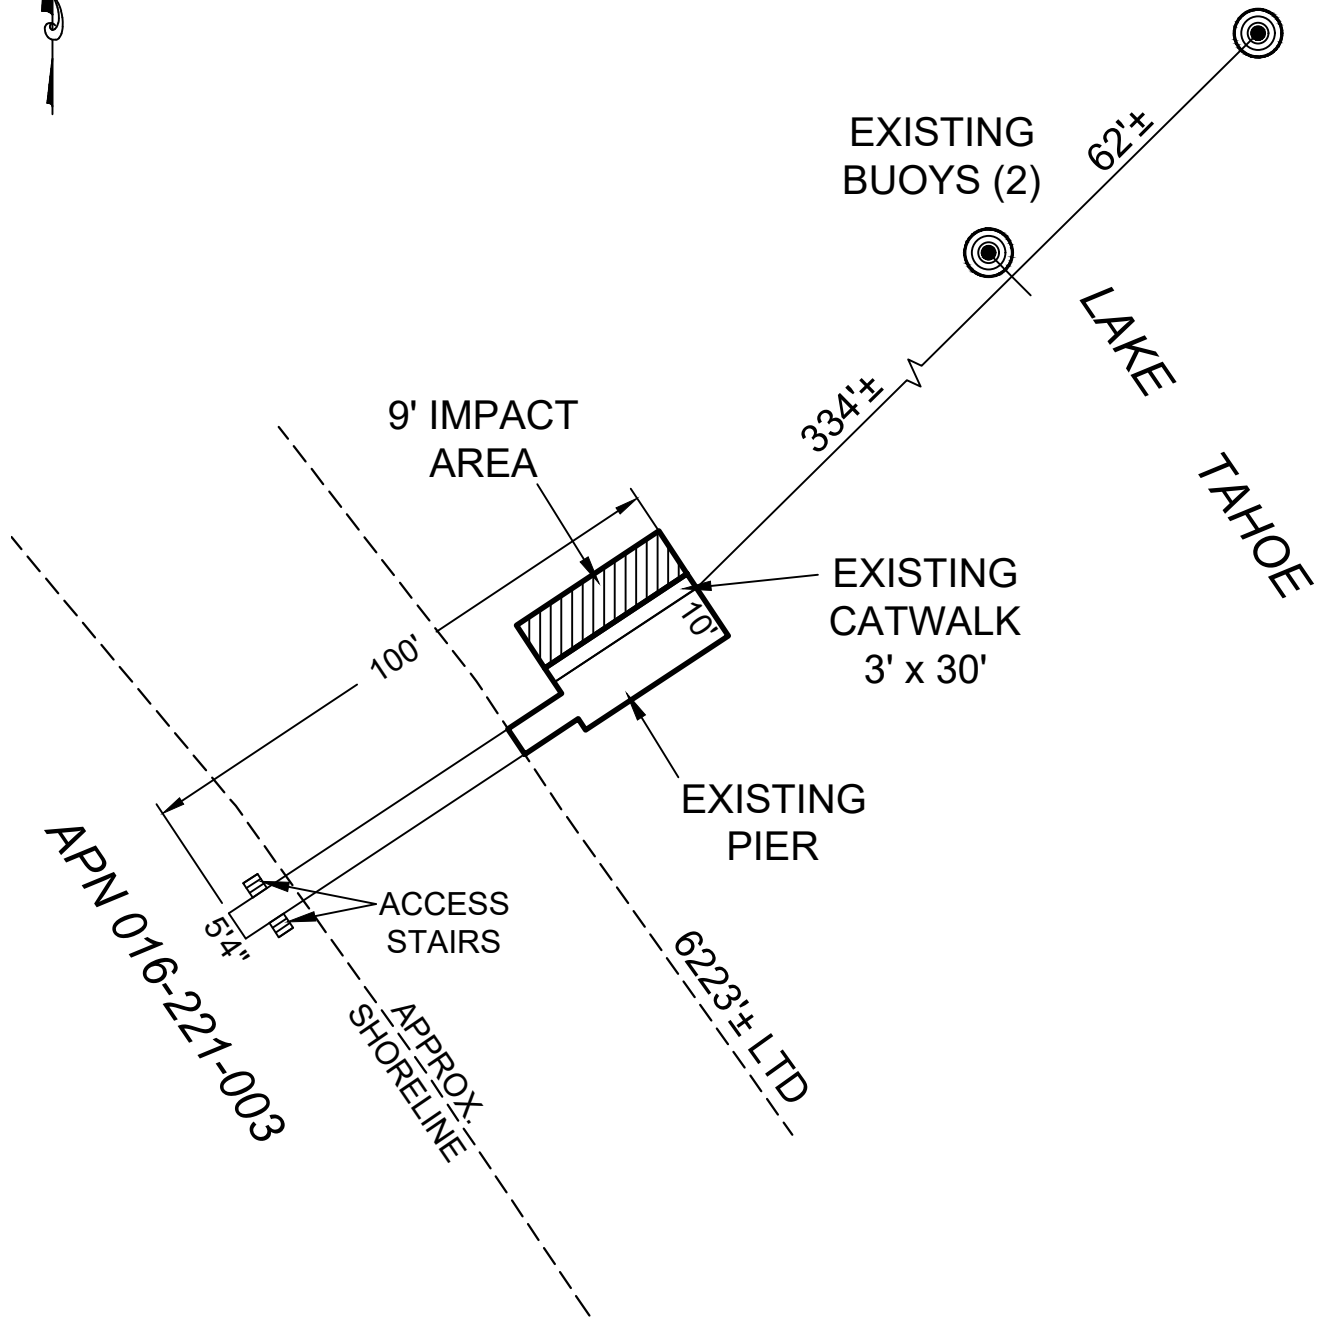 EXISTING
BUOYS (2)
62'±
LAKE
TAHOE
334'±
9' IMPACT
AREA
EXISTING
CATWALK
3' x 30'
10'
100'
EXISTING
PIER
ACCESS
STAIRS
5'4"
APN 016-221-003
APPROX.
SHORELINE
6223'± LTD